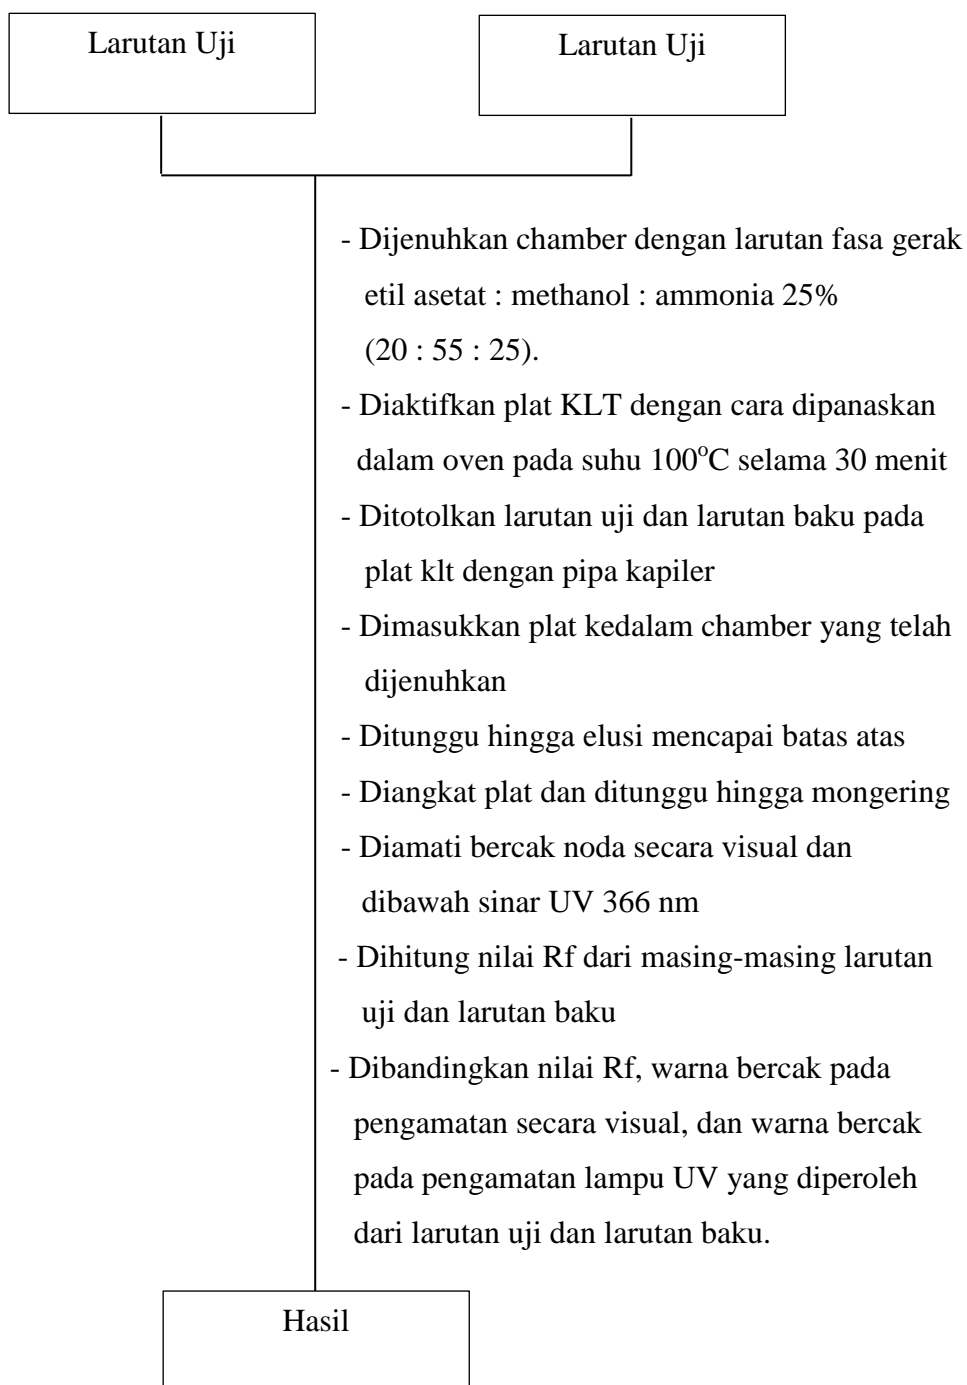 Larutan Uji
Larutan Uji
- Dijenuhkan chamber dengan larutan fasa gerak
etil asetat : methanol : ammonia 25%
(20 : 55 : 25).
- Diaktifkan plat KLT dengan cara dipanaskan
dalam oven pada suhu 100°C selama 30 menit
- Ditotolkan larutan uji dan larutan baku pada
plat klt dengan pipa kapiler
- Dimasukkan plat kedalam chamber yang telah
dijenuhkan
- Ditunggu hingga elusi mencapai batas atas
- Diangkat plat dan ditunggu hingga mongering
- Diamati bercak noda secara visual dan
dibawah sinar UV 366 nm
- Dihitung nilai Rf dari masing-masing larutan
uji dan larutan baku
- Dibandingkan nilai Rf, warna bercak pada
pengamatan secara visual, dan warna bercak
pada pengamatan lampu UV yang diperoleh
dari larutan uji dan larutan baku.
Hasil